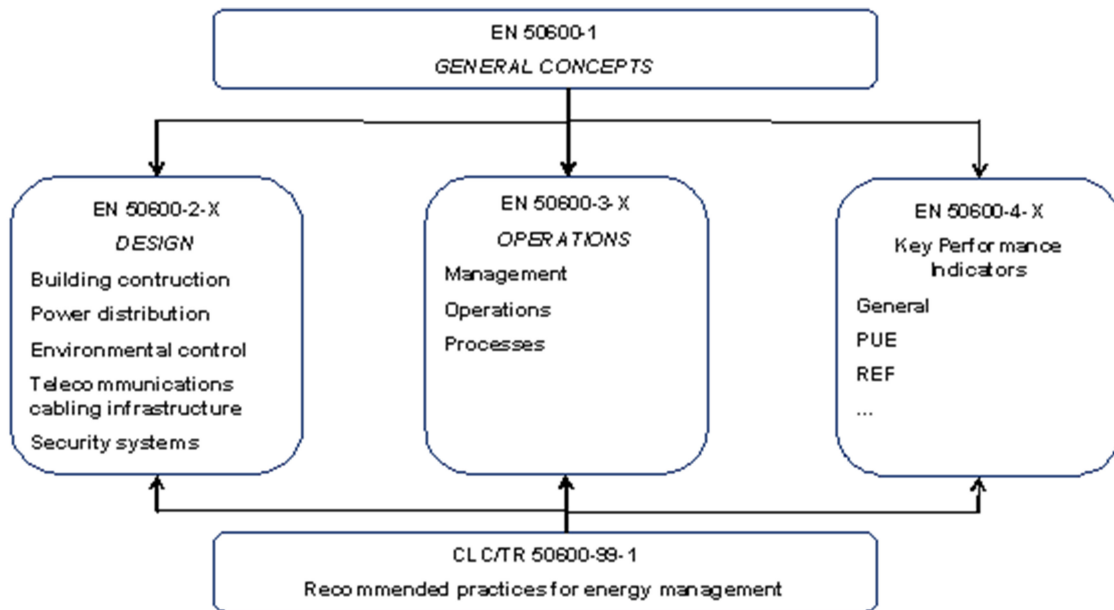 EN 50600-1
GENERAL CONCEPTS
EN 50600-2-X
DESIGN
Building contruction
Power distribution
Environmental control
Telecommunications
cabling infrastructure
Security systems
EN 50600-3-X
OPERATIONS
Management
Operations
Processes
EN 50600-4-X
Key Performance
Indicators
General
PUE
REF
...
CLC/TR 50600-99-1
Recommended practices for energy management